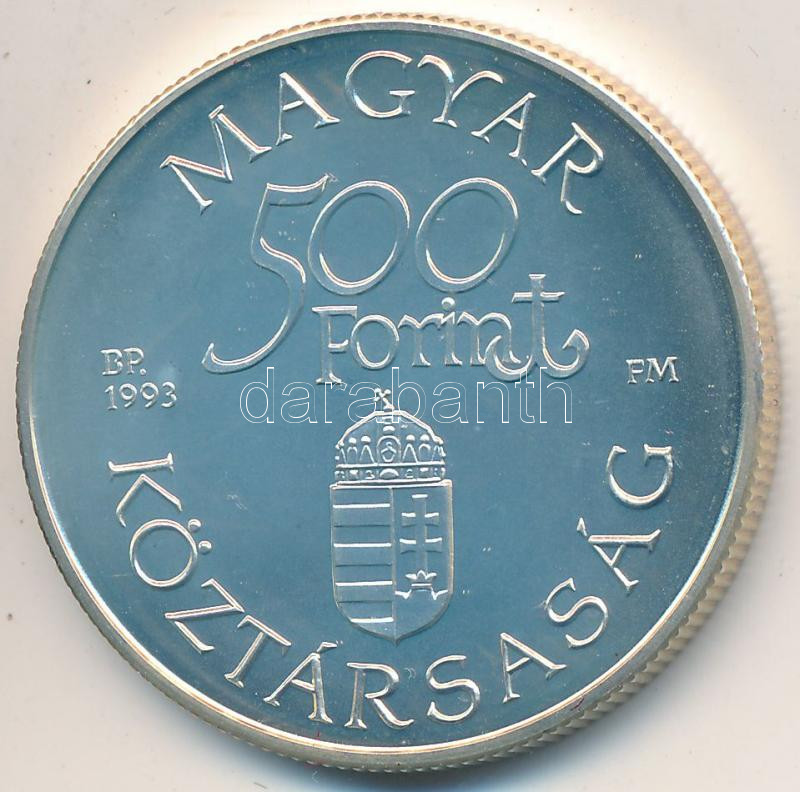 MAGYAR
500
Forint
BP.
1993
FM
darabanth
KÖZTÁRSASÁG